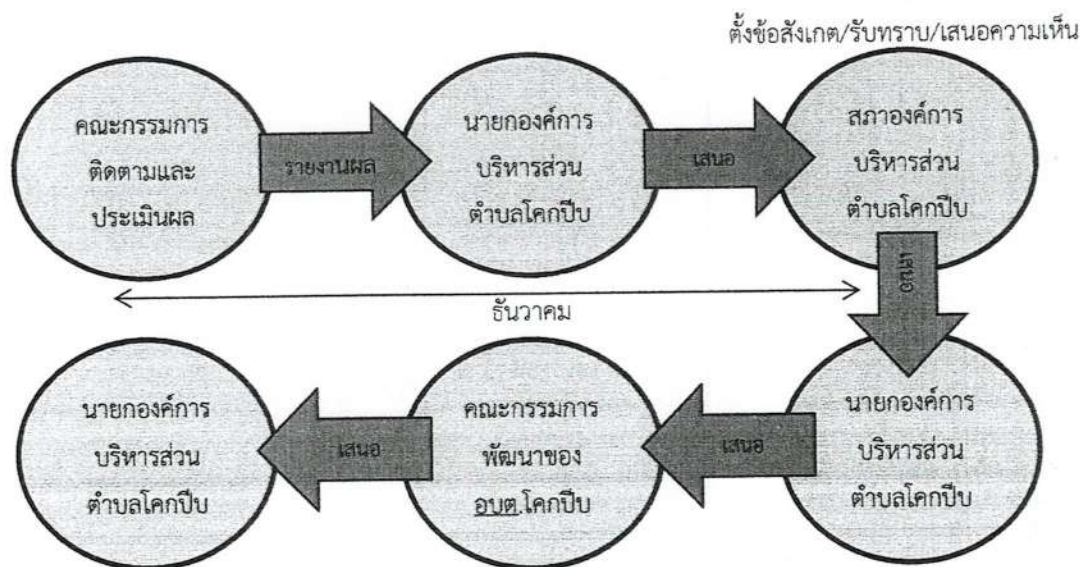 ตั้งข้อสังเกต/รับทราบ/เสนอความเห็น
คณะกรรมการ
ติดตามและ
ประเมินผล
รายงานผล
นายกองค์การ
บริหารส่วน
ตำบลโคกปีบ
เสนอ
สภาองค์การ
บริหารส่วน
ตำบลโคกปีบ
เสนอ
ธันวาคม
นายกองค์การ
บริหารส่วน
ตำบลโคกปีบ
เสนอ
คณะกรรมการ
พัฒนาของ
อบต.โคกปีบ
เสนอ
นายกองค์การ
บริหารส่วน
ตำบลโคกปีบ